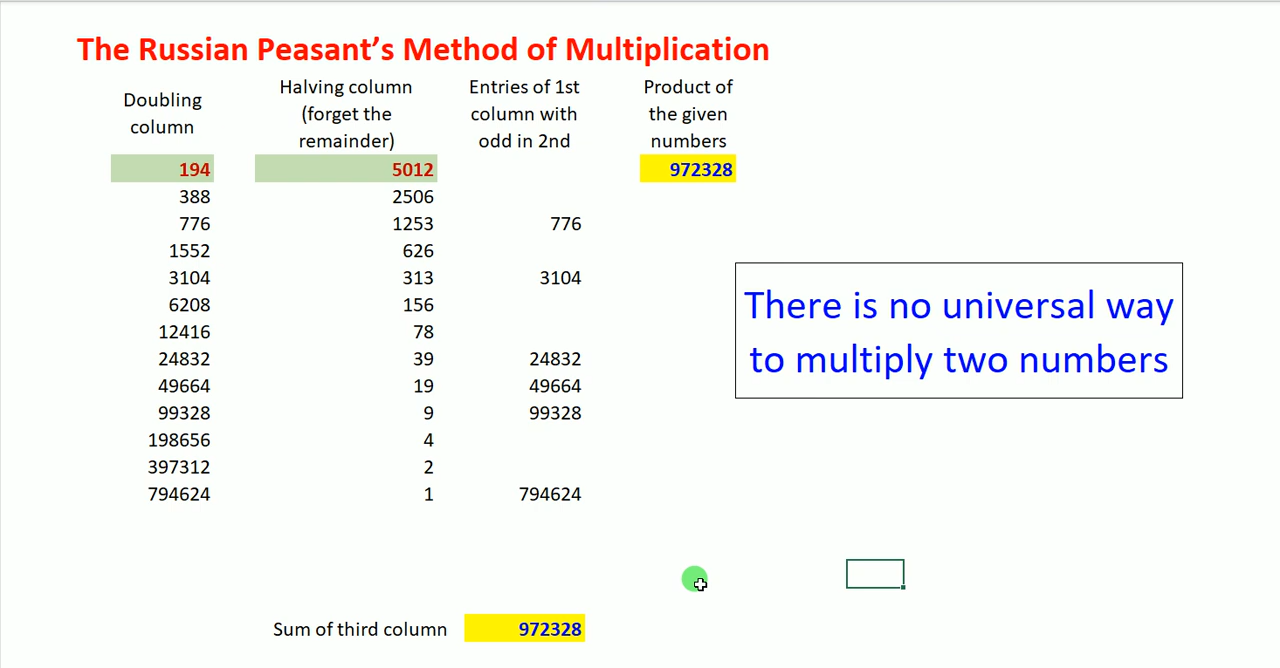 The Russian Peasant’s Method of Multiplication
Doubling column
Halving column (forget the remainder)
Entries of 1st column with odd in 2nd
Product of the given numbers
194 5012 972328
388 2506
776 1253 776
1552 626
3104 313 3104
6208 156
12416 78
24832 39 24832
49664 19 49664
99328 9 99328
198656 4
397312 2
794624 1 794624
There is no universal way
to multiply two numbers
Sum of third column 972328